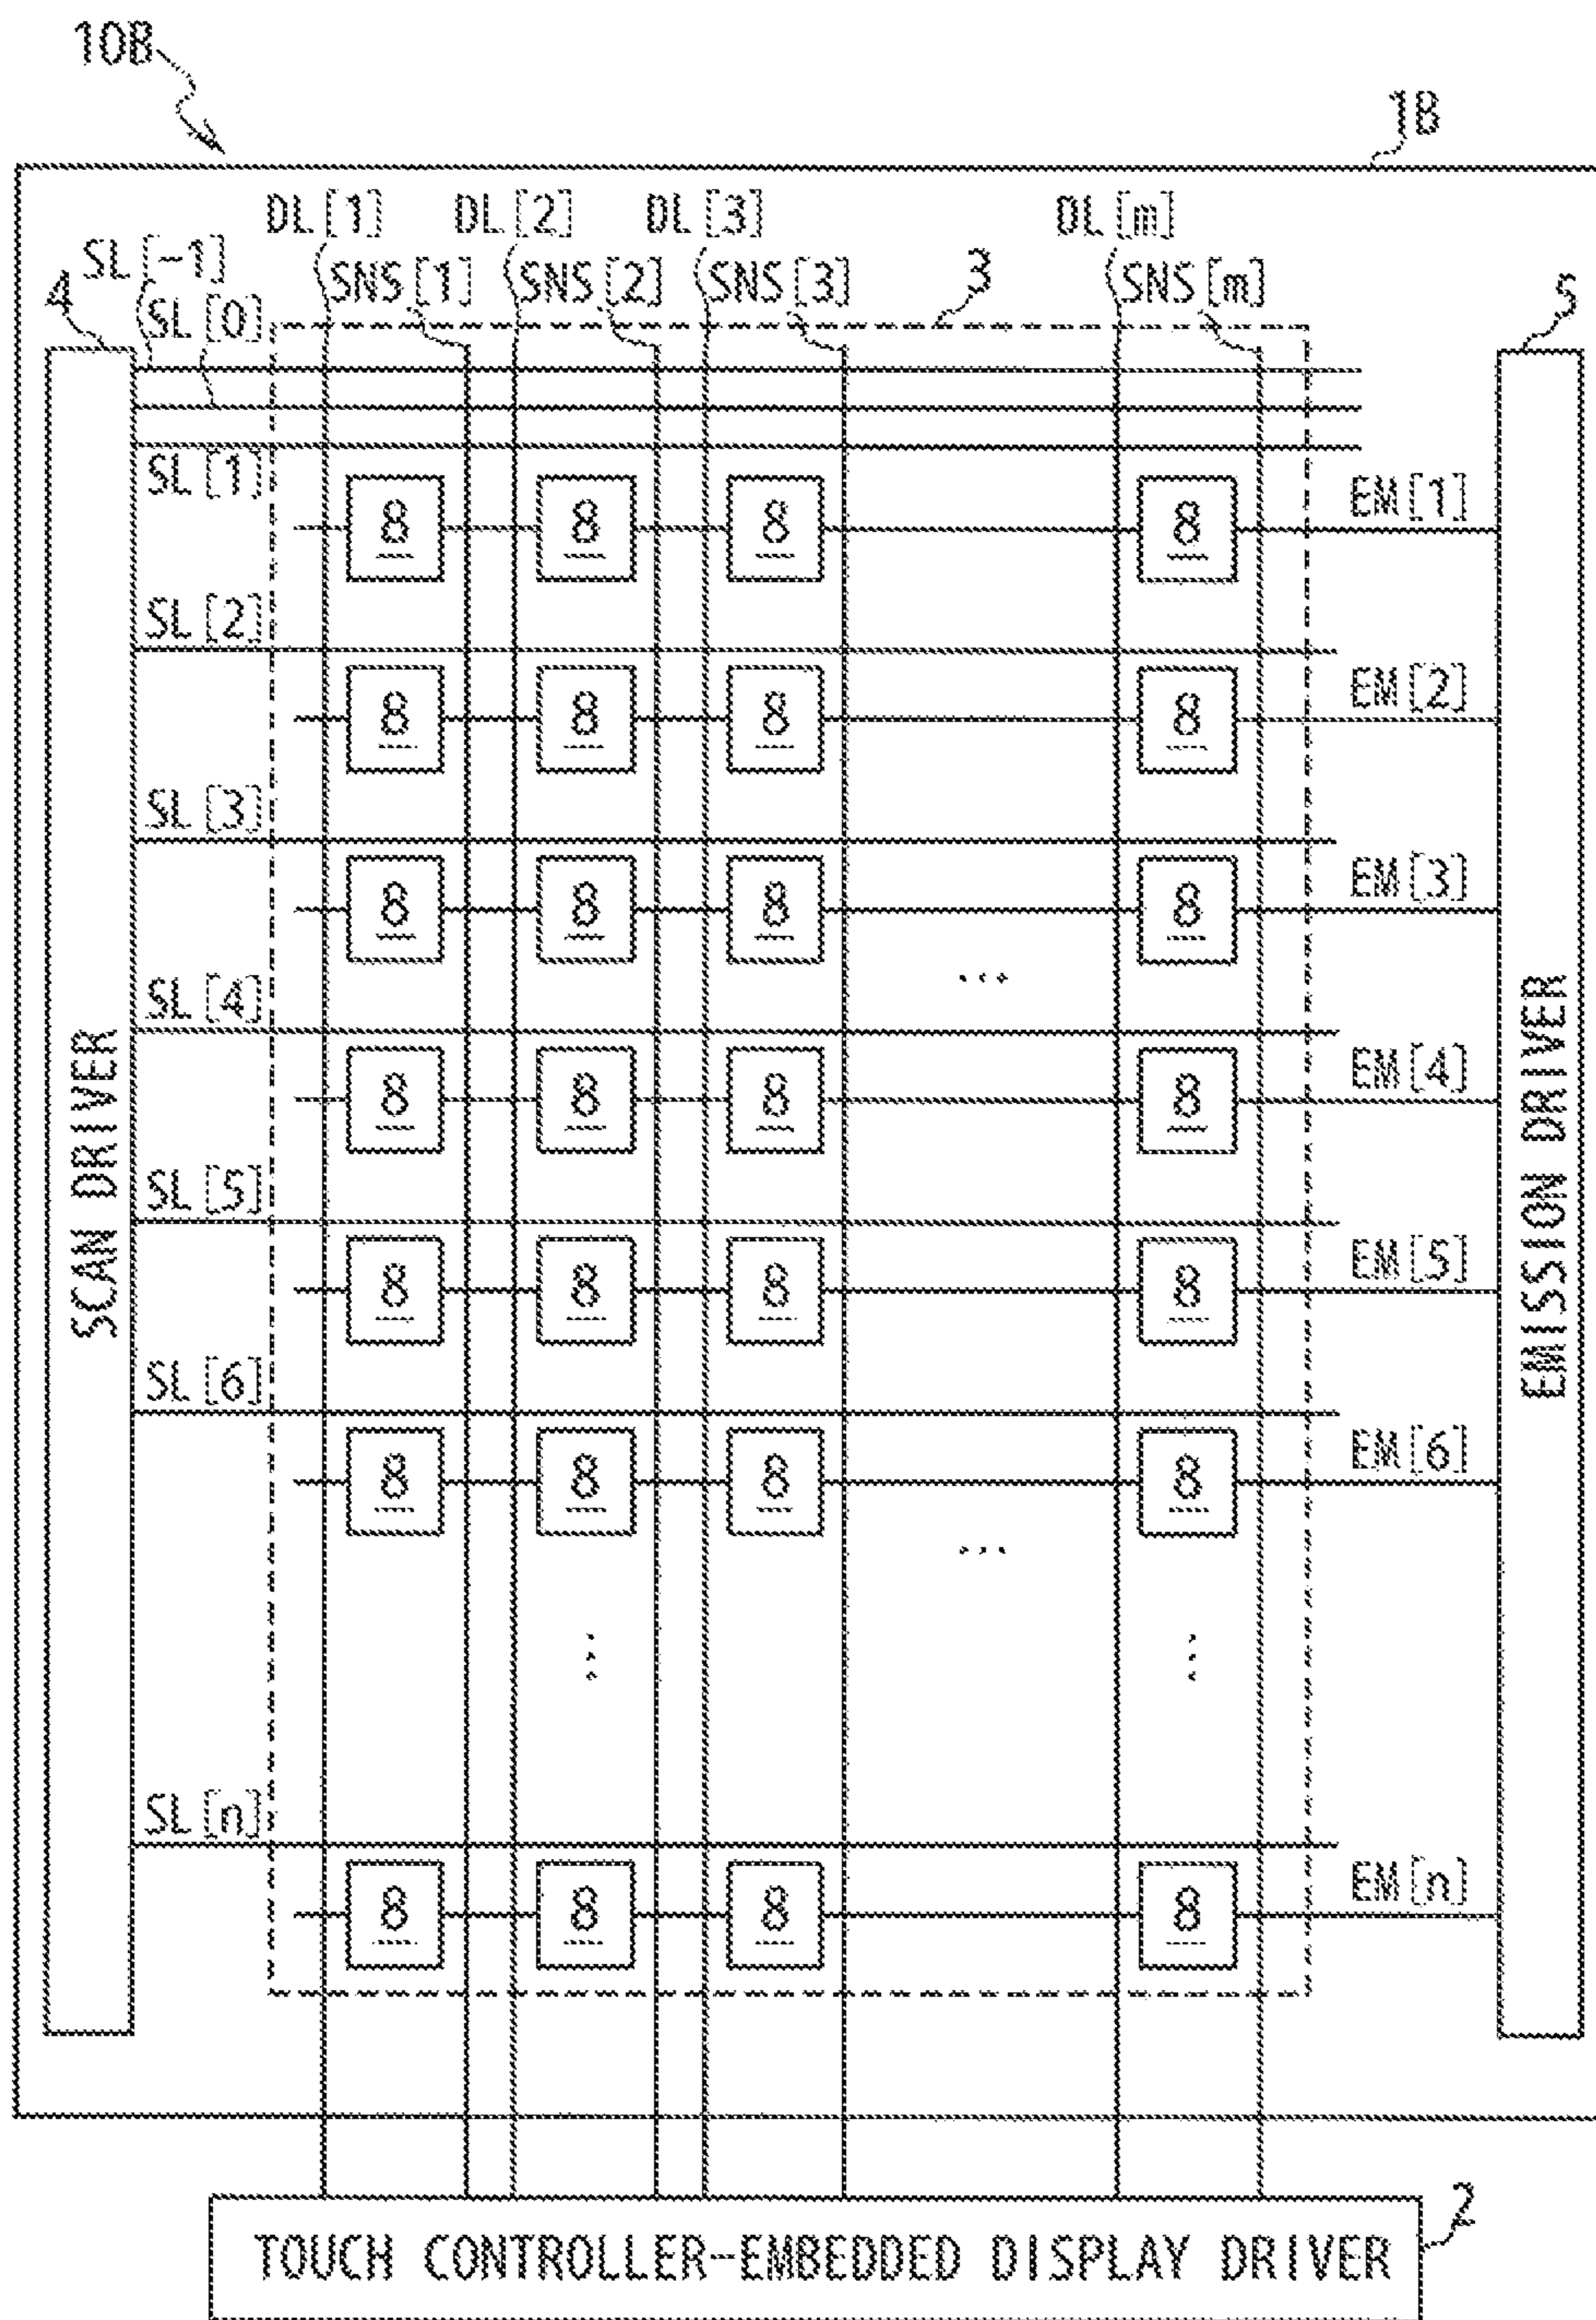 10B
1B
DL[1] DL[2] DL[3] DL[m]
SL[-1]
SNS[1] SNS[2] SNS[3] 3 SNS[m]
4 SL[0] 5
SL[1]
8 8 8 8 EM[1]
SL[2]
8 8 8 8 EM[2]
SL[3]
8 8 8 8 EM[3]
...
SL[4]
8 8 8 8 EM[4]
SL[5]
8 8 8 8 EM[5]
SL[6]
8 8 8 8 EM[6]
...
SCAN DRIVER
EMISSION DRIVER
SL[n]
8 8 8 8 EM[n]
2
TOUCH CONTROLLER-EMBEDDED DISPLAY DRIVER